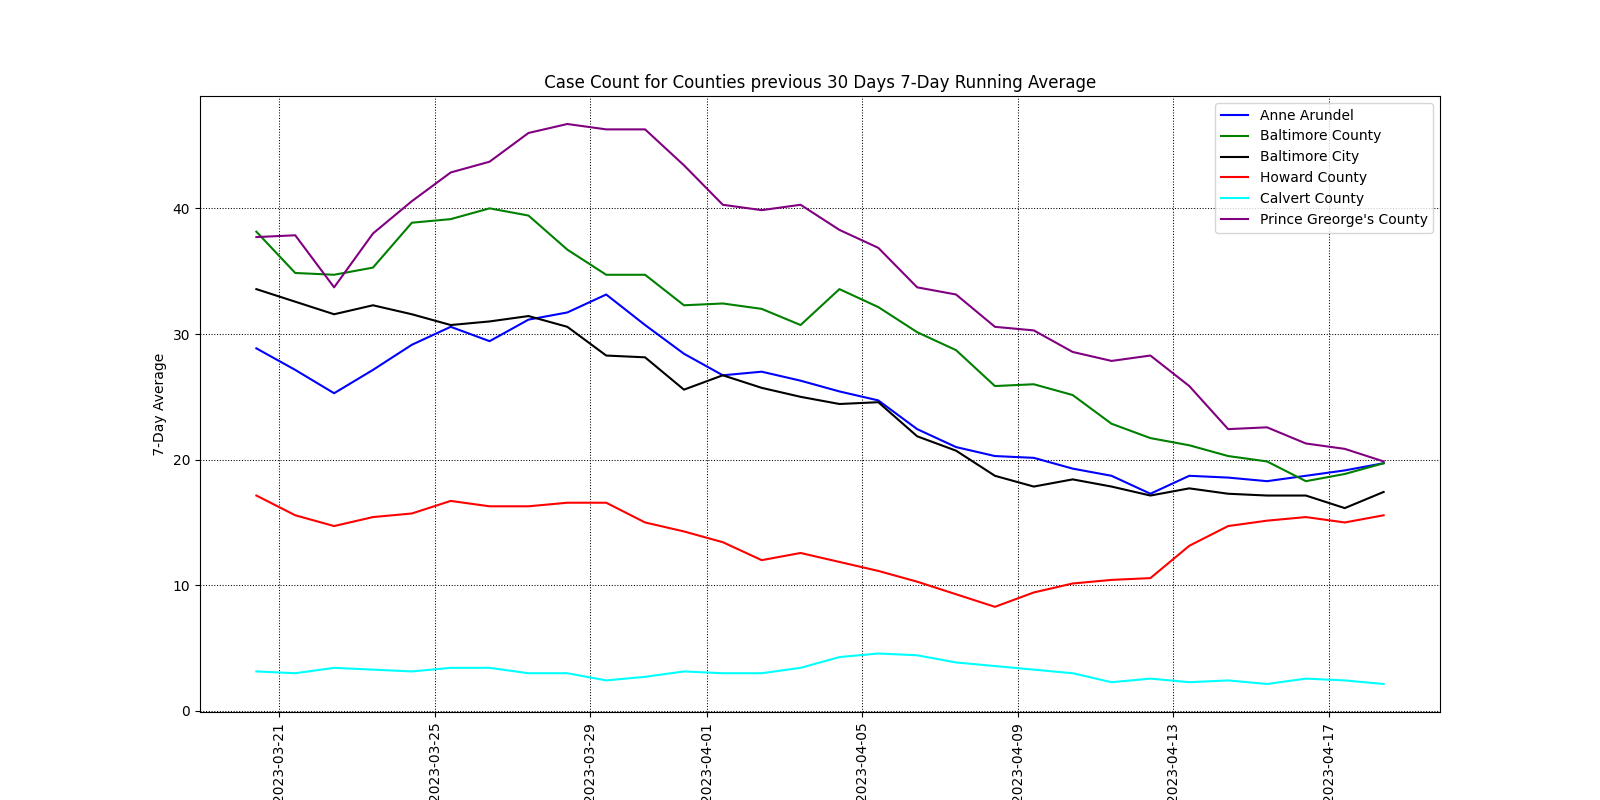 Case Count for Counties previous 30 Days 7-Day Running Average
Anne Arundel
Baltimore County
Baltimore City
Howard County
Calvert County
Prince Greorge's County
7-Day Average
40
30
20
10
0
2023-03-21
2023-03-25
2023-03-29
2023-04-01
2023-04-05
2023-04-09
2023-04-13
2023-04-17